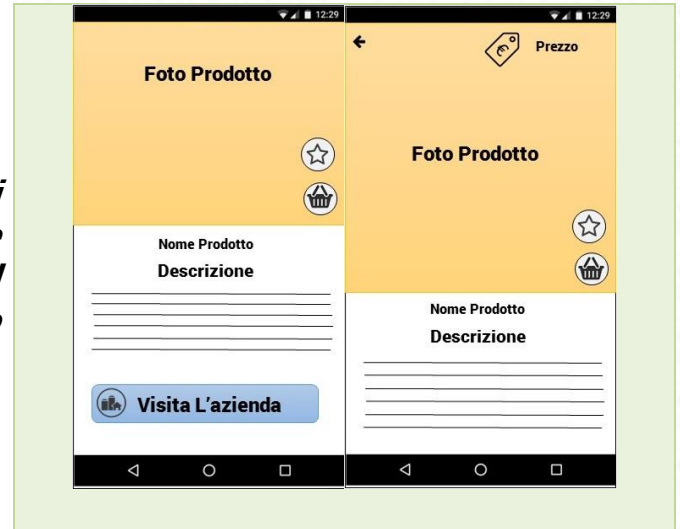 12:29
Foto Prodotto
Nome Prodotto
Descrizione
Visita L'azienda
12:29
Prezzo
Foto Prodotto
Nome Prodotto
Descrizione